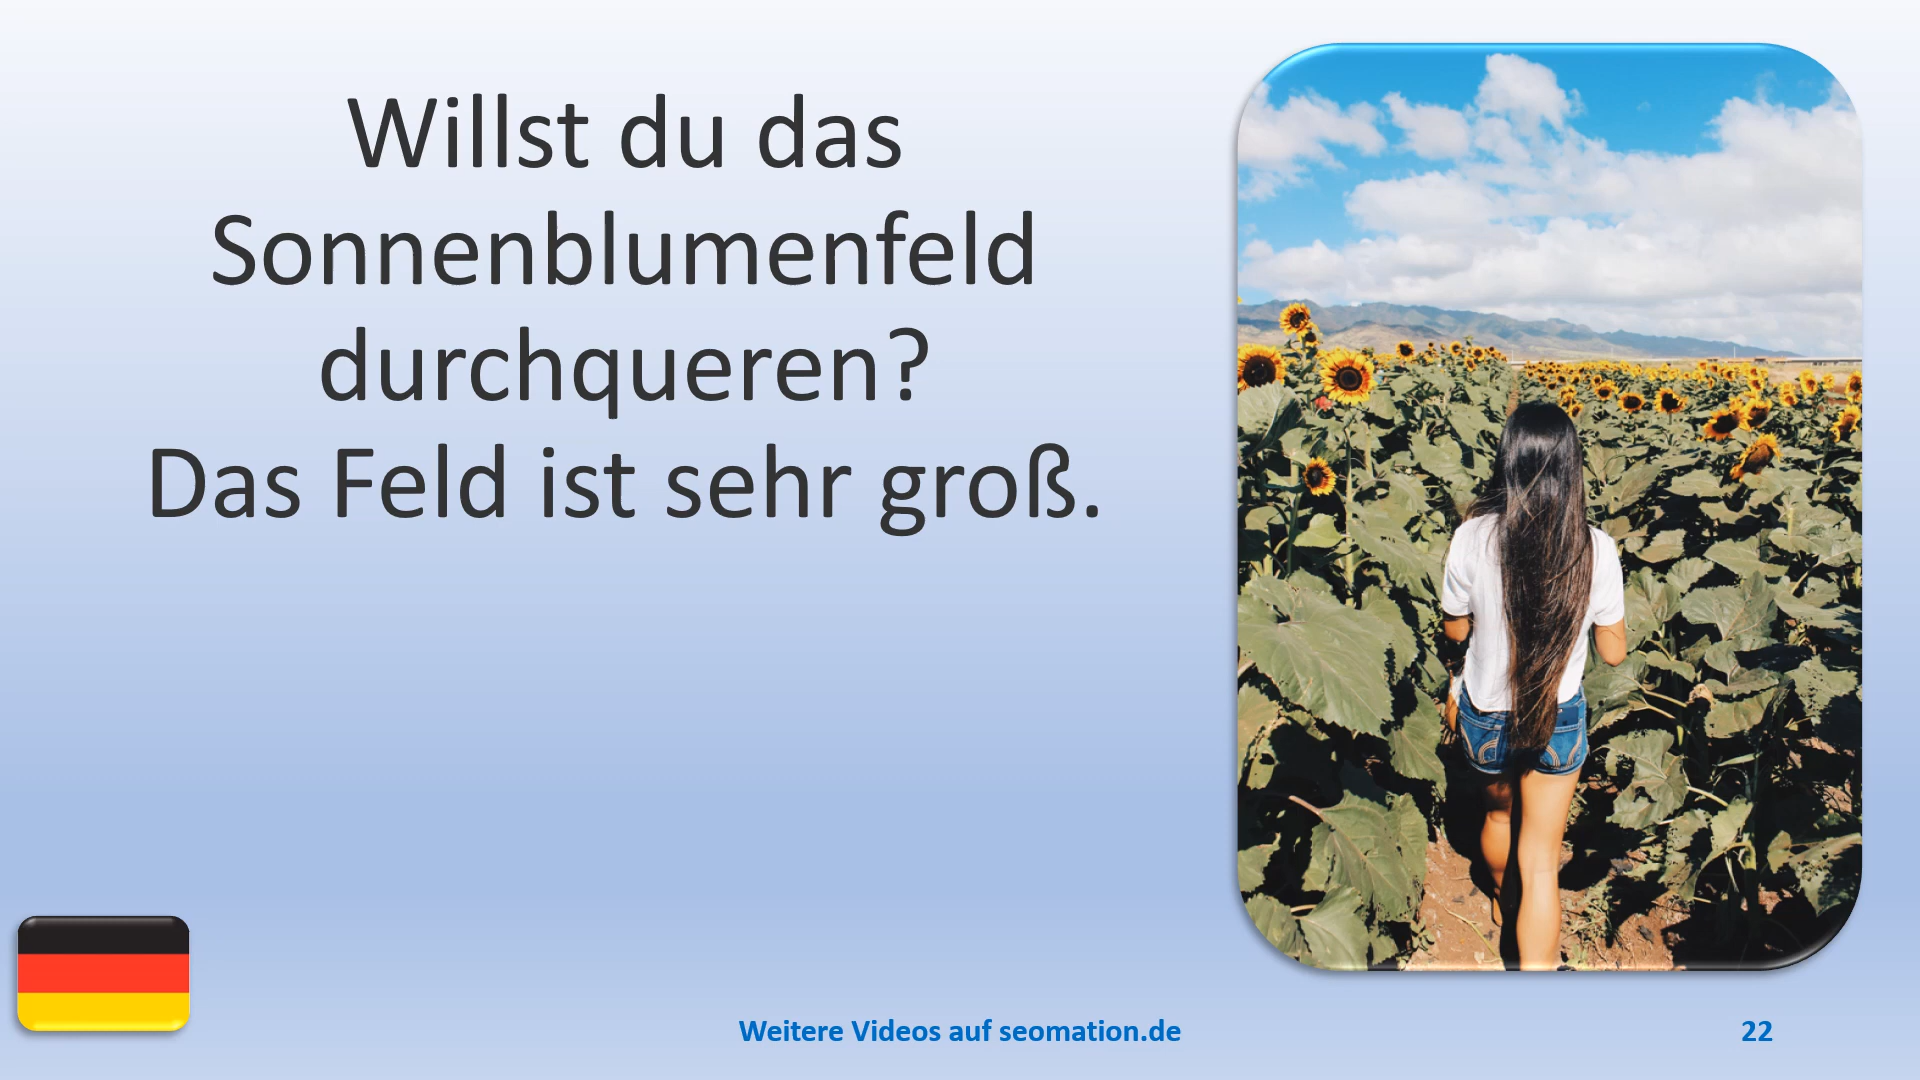 Willst du das
Sonnenblumenfeld
durchqueren?
Das Feld ist sehr groß.
Weitere Videos auf seomation.de
22